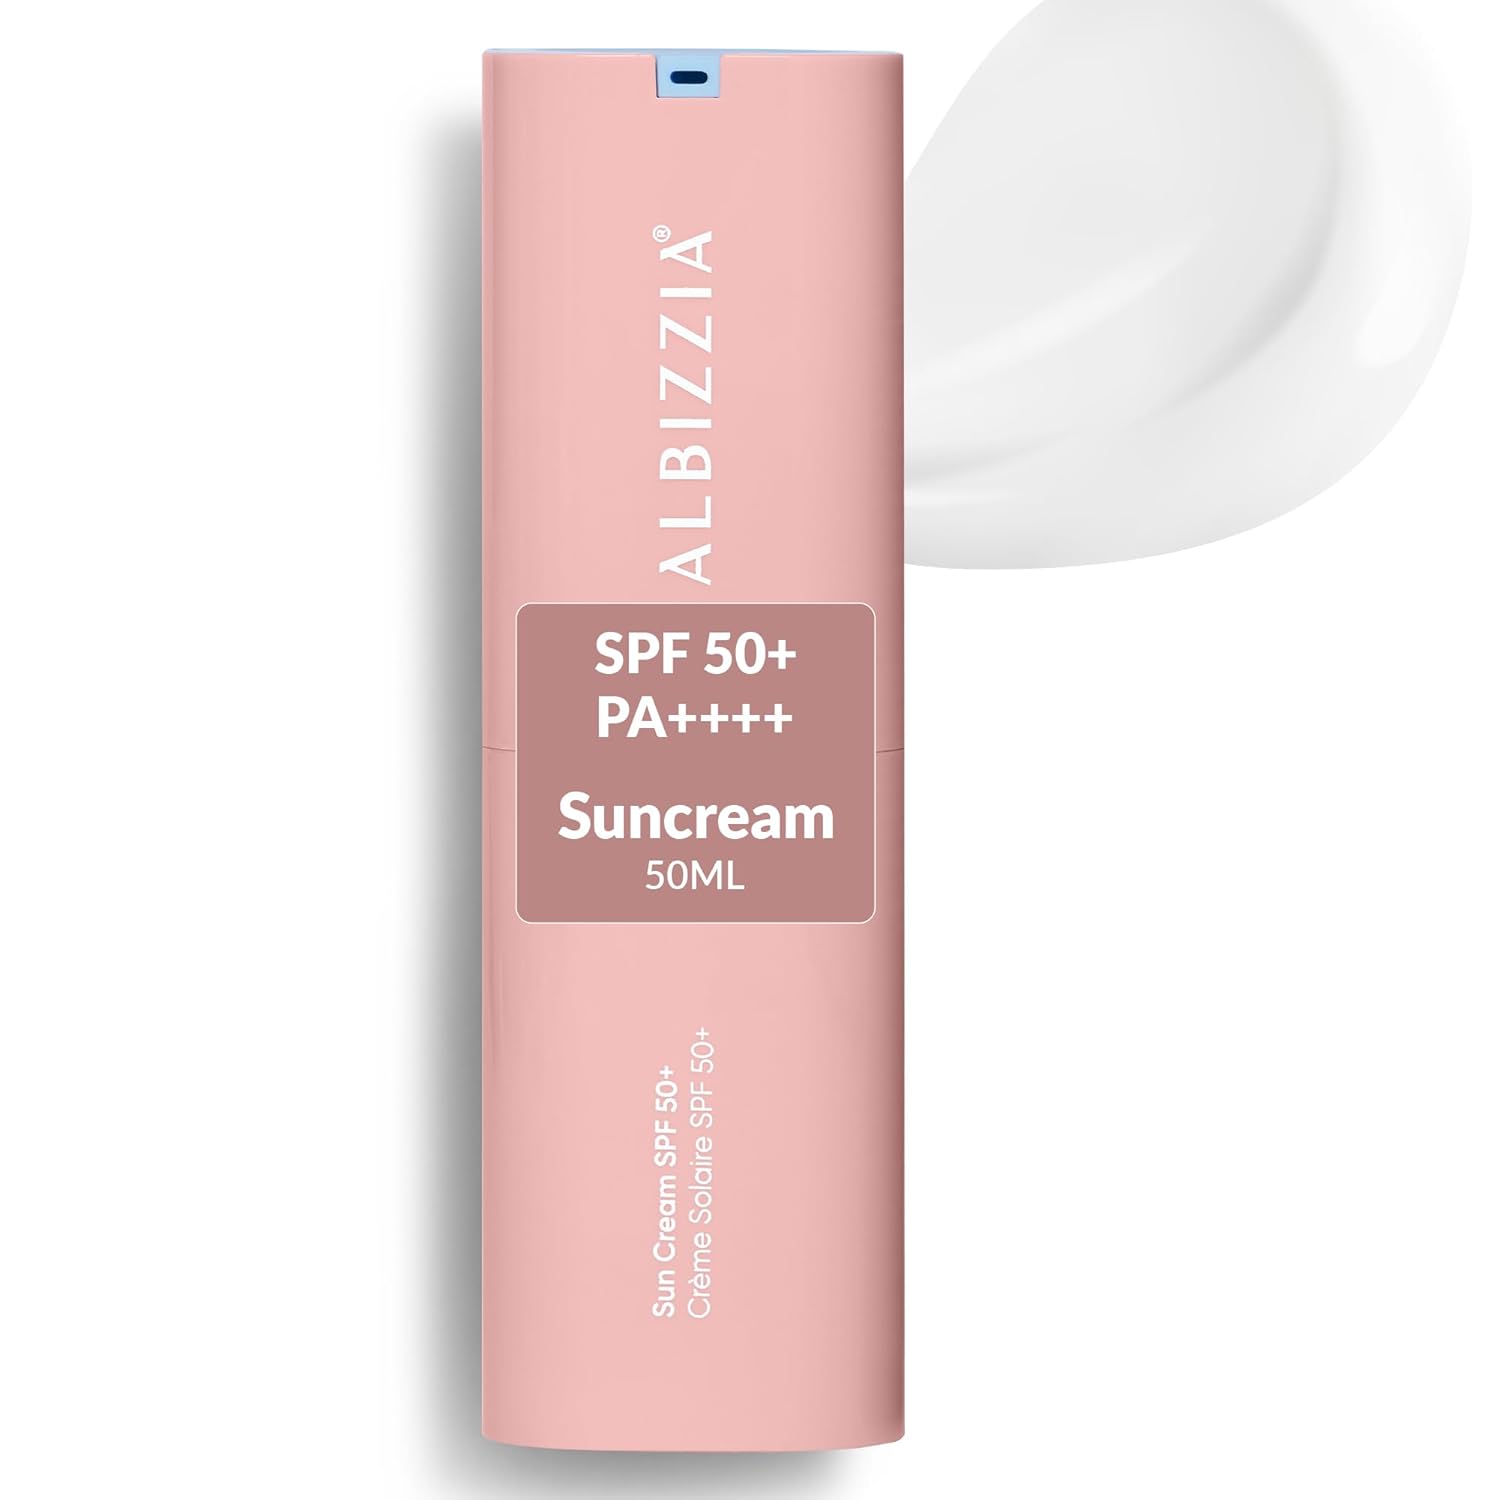 ALBIZZIA®
SPF 50+
PA++++
Suncream
50ML
Sun Cream SPF 50+
Crème Solaire SPF 50+